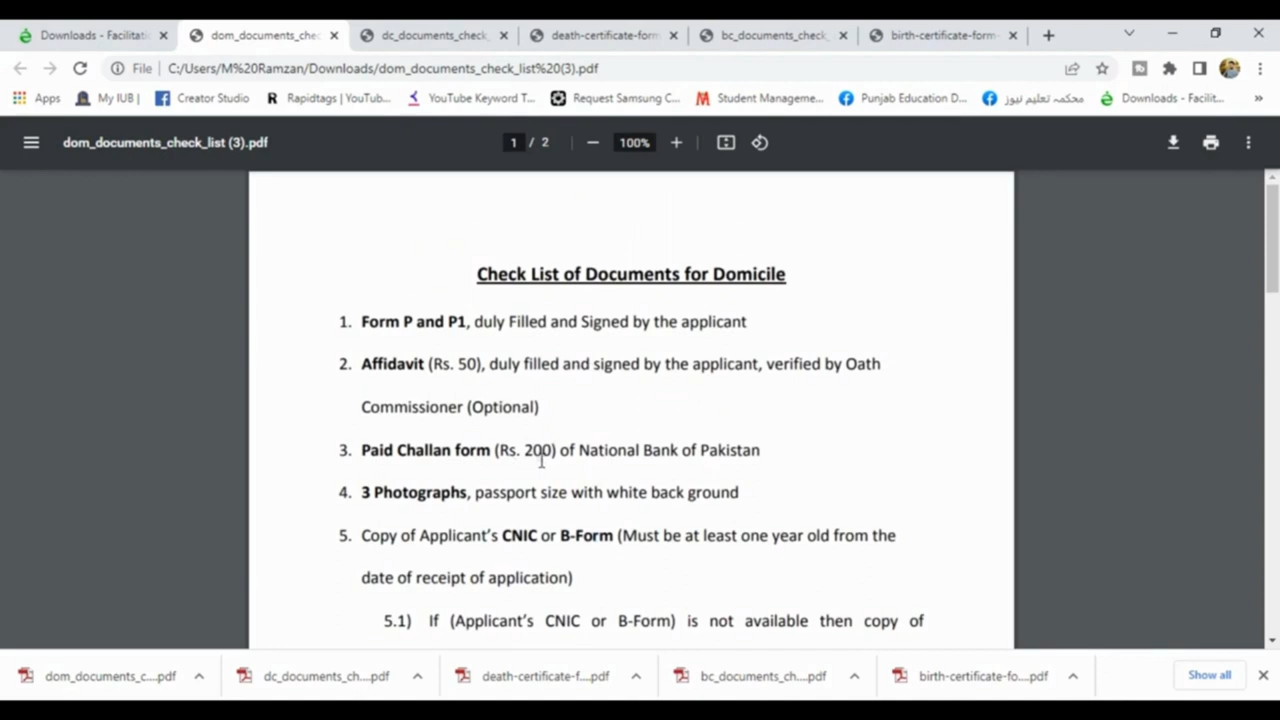 Downloads - Facilitati
dom_documents_chec
dc_documents_check_
death-certificate-form
bc_documents_check_
birth-certificate-form-
File
C:/Users/M%20Ramzan/Downloads/dom_documents_check_list%20(3).pdf
Apps
My IUB |
Creator Studio
Rapidtags | YouTub...
YouTube Keyword T...
Request Samsung C...
Student Manageme...
Punjab Education D...
محکمہ تعلیم نیوز
Downloads - Facilit...
dom_documents_check_list (3).pdf
1 / 2
100%
Check List of Documents for Domicile
1. Form P and P1, duly Filled and Signed by the applicant
2. Affidavit (Rs. 50), duly filled and signed by the applicant, verified by Oath
Commissioner (Optional)
3. Paid Challan form (Rs. 200) of National Bank of Pakistan
4. 3 Photographs, passport size with white back ground
5. Copy of Applicant's CNIC or B-Form (Must be at least one year old from the
date of receipt of application)
5.1) If (Applicant's CNIC or B-Form) is not available then copy of
dom_documents_c....pdf
dc_documents_ch....pdf
death-certificate-f....pdf
bc_documents_ch....pdf
birth-certificate-fo....pdf
Show all